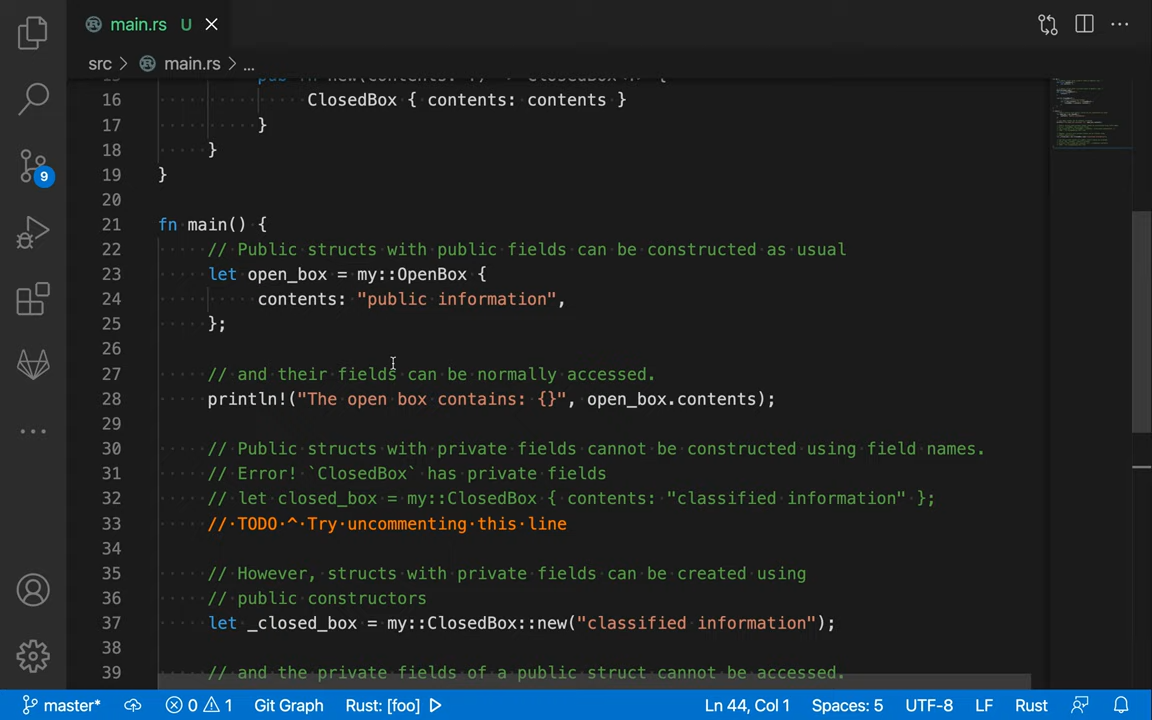 main.rs U
src > main.rs > ...
16 ClosedBox { contents: contents }
17 }
18 }
19 }
20
21 fn main() {
22 // Public structs with public fields can be constructed as usual
23 let open_box = my::OpenBox {
24 contents: "public information",
25 };
26
27 // and their fields can be normally accessed.
28 println!("The open box contains: {}", open_box.contents);
29
30 // Public structs with private fields cannot be constructed using field names.
31 // Error! `ClosedBox` has private fields
32 // let closed_box = my::ClosedBox { contents: "classified information" };
33 // TODO ^ Try uncommenting this line
34
35 // However, structs with private fields can be created using
36 // public constructors
37 let _closed_box = my::ClosedBox::new("classified information");
38
39 // and the private fields of a public struct cannot be accessed.
9
master* 0 1 Git Graph Rust: [foo] Ln 44, Col 1 Spaces: 5 UTF-8 LF Rust